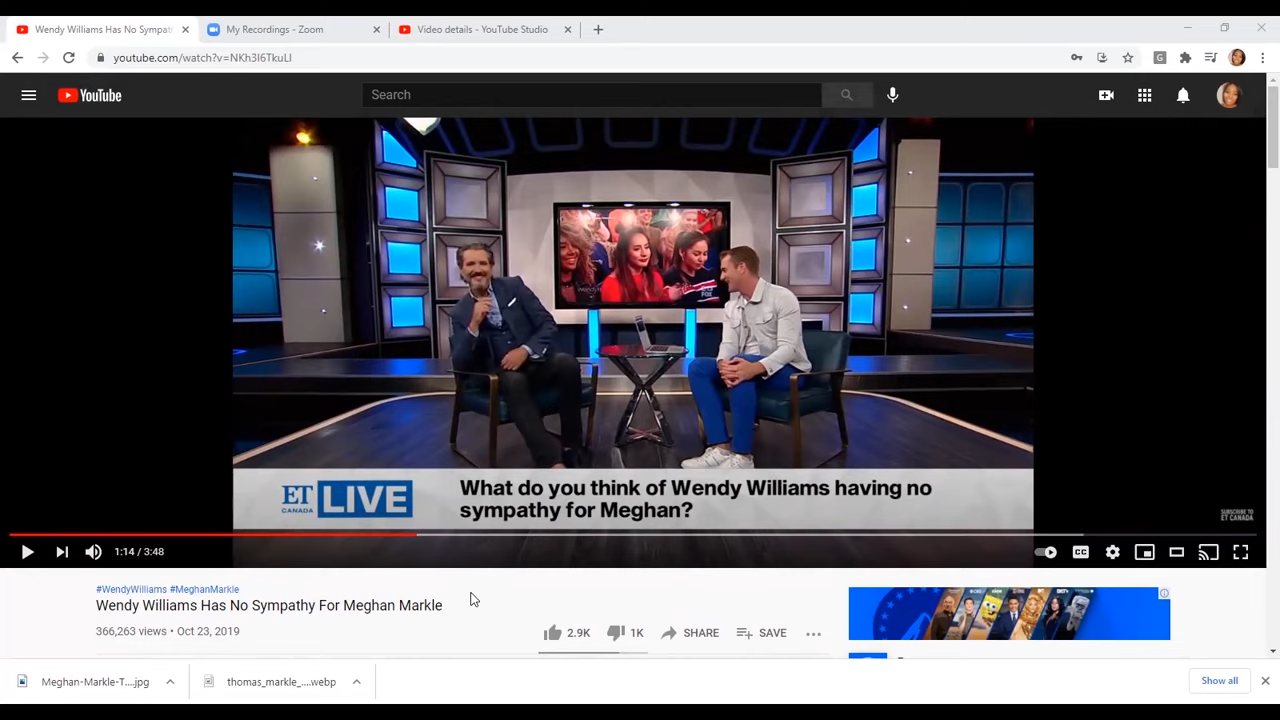 Wendy Williams Has No Sympat
My Recordings - Zoom
Video details - YouTube Studio
youtube.com/watch?v=NKh3I6TkuLI
YouTube
Search
ET CANADA LIVE
What do you think of Wendy Williams having no
sympathy for Meghan?
SUBSCRIBE TO
ET CANADA
1:14 / 3:48
#WendyWilliams #MeghanMarkle
Wendy Williams Has No Sympathy For Meghan Markle
366,263 views • Oct 23, 2019
2.9K
1K
SHARE
SAVE
Meghan-Markle-T....jpg
thomas_markle_....webp
Show all